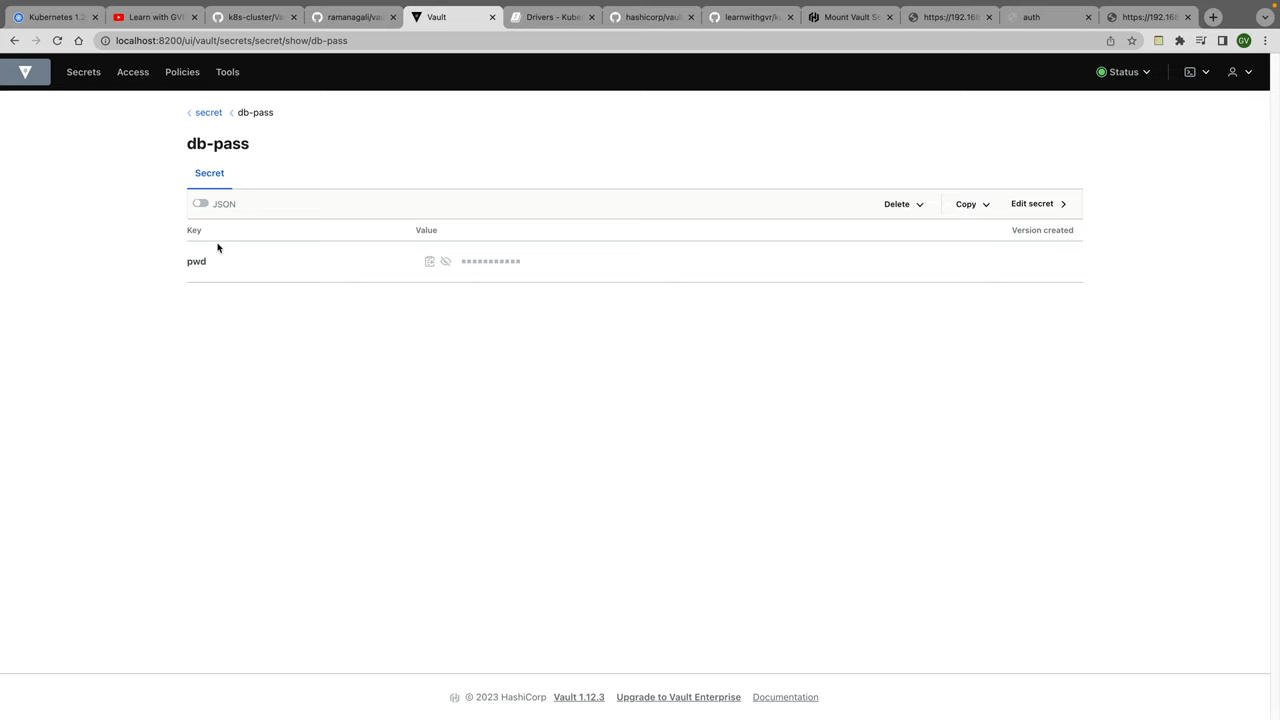 Kubernetes 1.2
Learn with GV
k8s-cluster/Va
ramanagali/vau
Vault
Drivers - Kube
hashicorp/vaul
learnwithgvr/k
Mount Vault Se
https://192.168
auth
https://192.168
localhost:8200/ui/vault/secrets/secret/show/db-pass
GV
Secrets
Access
Policies
Tools
Status
secret
db-pass
db-pass
Secret
JSON
Delete
Copy
Edit secret
Key
Value
Version created
pwd
© 2023 HashiCorp
Vault 1.12.3
Upgrade to Vault Enterprise
Documentation